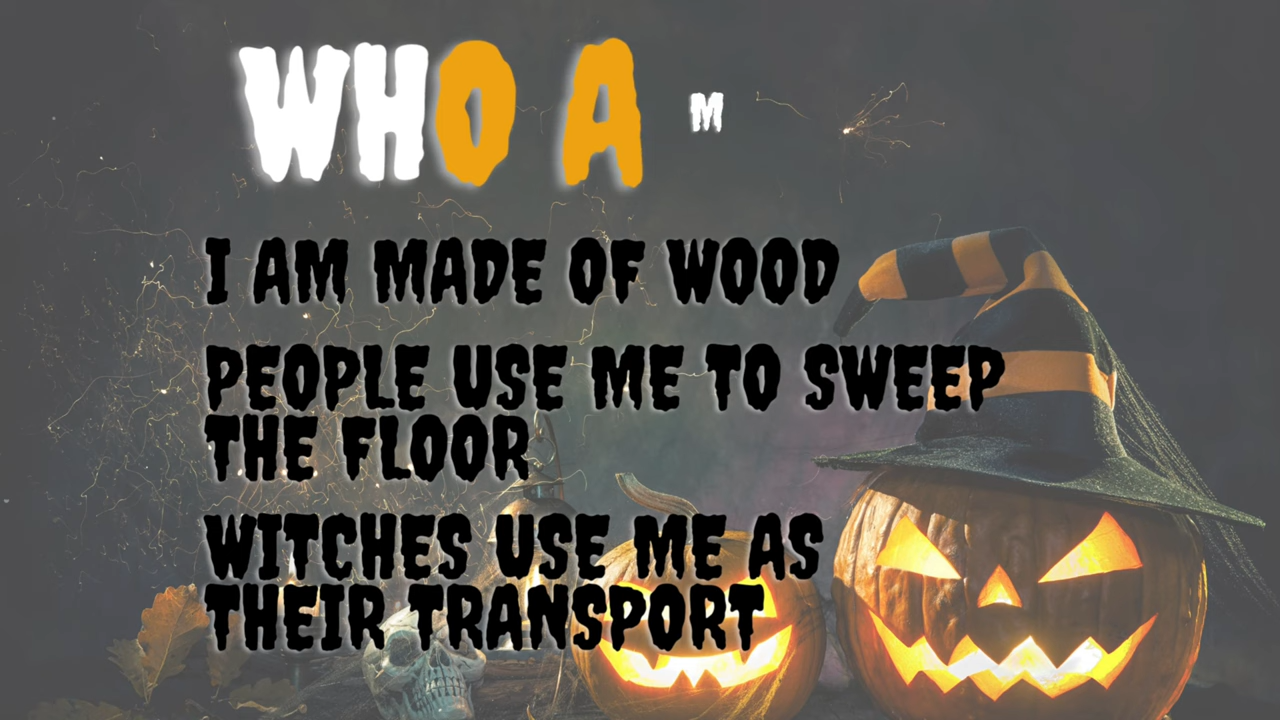 WHO A M
I AM MADE OF WOOD
PEOPLE USE ME TO SWEEP
THE FLOOR
WITCHES USE ME AS
THEIR TRANSPORT